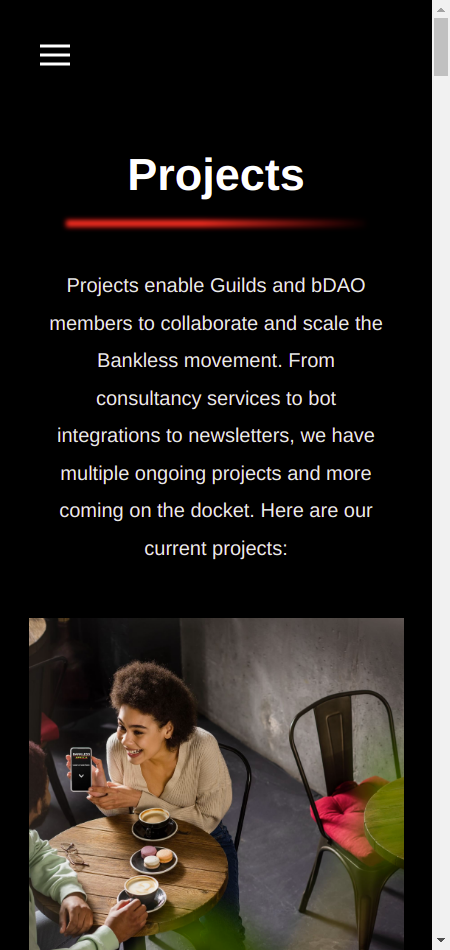 Projects
Projects enable Guilds and bDAO
members to collaborate and scale the
Bankless movement. From
consultancy services to bot
integrations to newsletters, we have
multiple ongoing projects and more
coming on the docket. Here are our
current projects:
BANKLESS